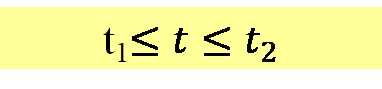 t₁≤ t ≤ t₂